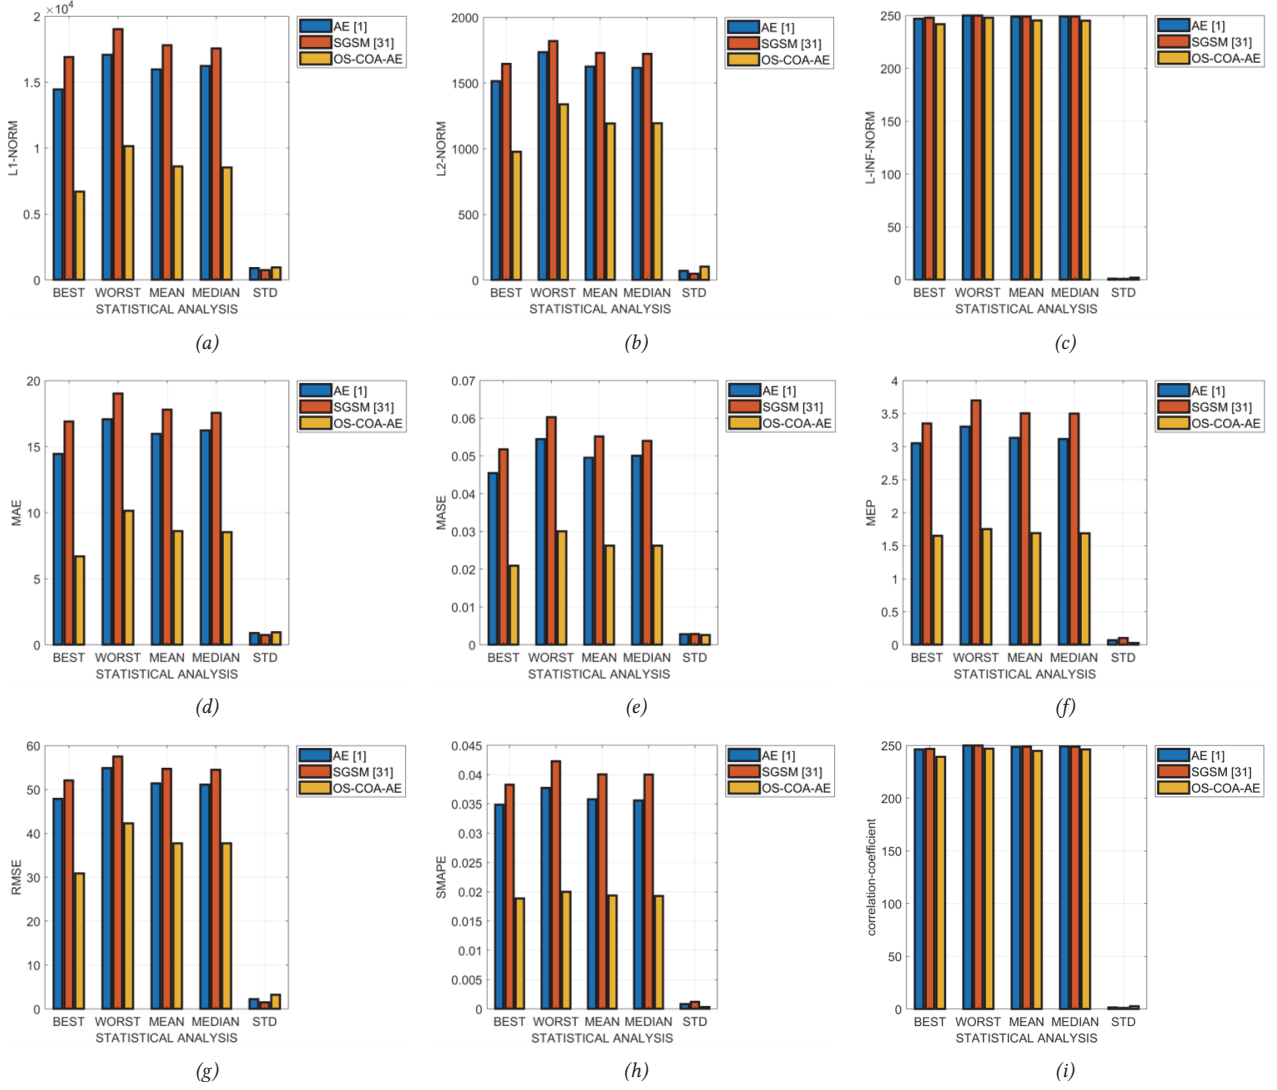 2 ×10⁴
1.5
1
0.5
0
L1-NORM
BEST WORST MEAN MEDIAN STD
STATISTICAL ANALYSIS
AE [1]
SGSM [31]
OS-COA-AE
(a)
2000
1500
1000
500
0
L2-NORM
BEST WORST MEAN MEDIAN STD
STATISTICAL ANALYSIS
AE [1]
SGSM [31]
OS-COA-AE
(b)
250
200
150
100
50
0
L-INF-NORM
BEST WORST MEAN MEDIAN STD
STATISTICAL ANALYSIS
AE [1]
SGSM [31]
OS-COA-AE
(c)
20
15
10
5
0
MAE
BEST WORST MEAN MEDIAN STD
STATISTICAL ANALYSIS
AE [1]
SGSM [31]
OS-COA-AE
(d)
0.07
0.06
0.05
0.04
0.03
0.02
0.01
0
MASE
BEST WORST MEAN MEDIAN STD
STATISTICAL ANALYSIS
AE [1]
SGSM [31]
OS-COA-AE
(e)
4
3.5
3
2.5
2
1.5
1
0.5
0
MEP
BEST WORST MEAN MEDIAN STD
STATISTICAL ANALYSIS
AE [1]
SGSM [31]
OS-COA-AE
(f)
60
50
40
30
20
10
0
RMSE
BEST WORST MEAN MEDIAN STD
STATISTICAL ANALYSIS
AE [1]
SGSM [31]
OS-COA-AE
(g)
0.045
0.04
0.035
0.03
0.025
0.02
0.015
0.01
0.005
0
SMAPE
BEST WORST MEAN MEDIAN STD
STATISTICAL ANALYSIS
AE [1]
SGSM [31]
OS-COA-AE
(h)
250
200
150
100
50
0
correlation-coefficient
BEST WORST MEAN MEDIAN STD
STATISTICAL ANALYSIS
AE [1]
SGSM [31]
OS-COA-AE
(i)